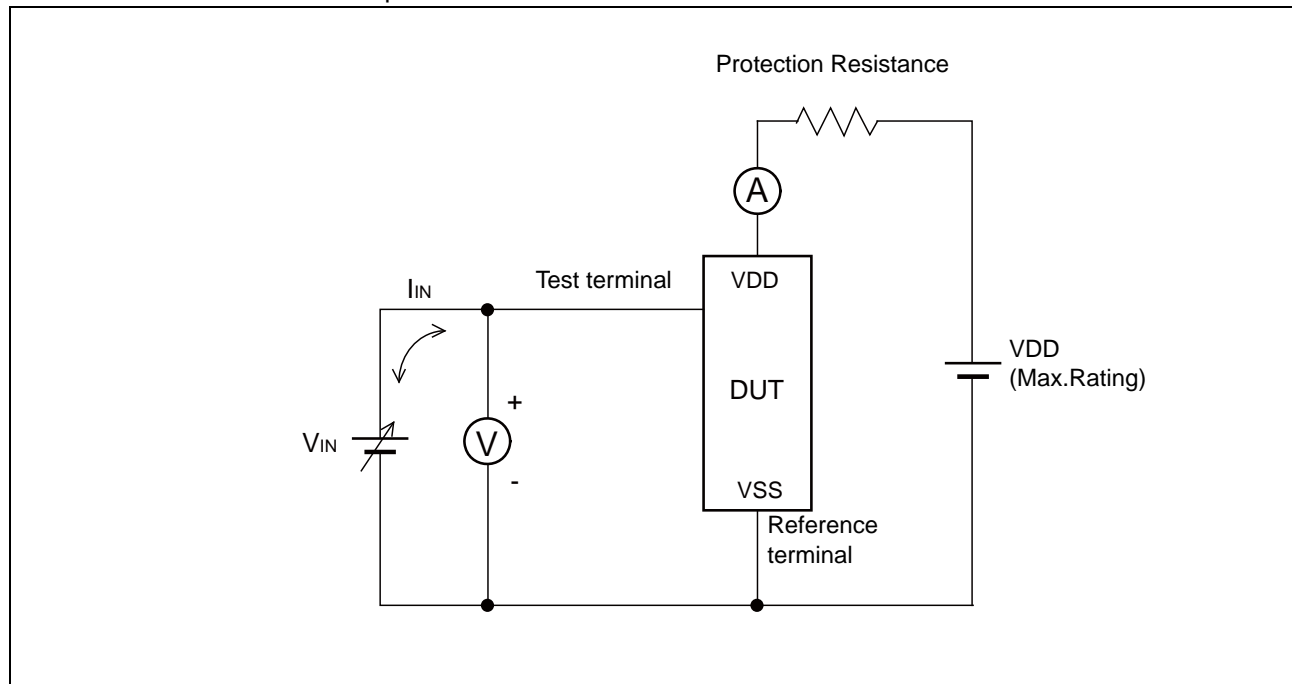 Protection Resistance
A
Test terminal
VDD
IIN
VDD
(Max.Rating)
DUT
+
VIN
V
-
VSS
Reference
terminal